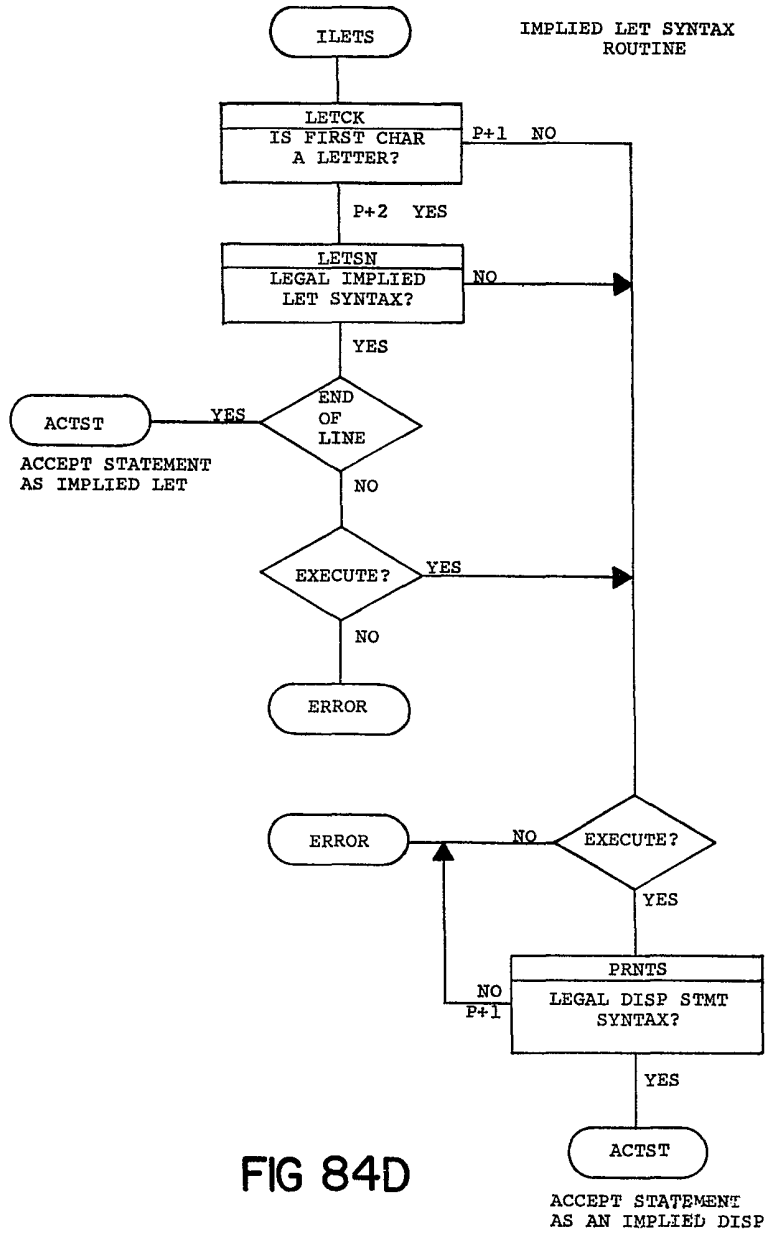 ILETS
IMPLIED LET SYNTAX
ROUTINE
LETCK
IS FIRST CHAR
A LETTER?
P+1 NO
P+2 YES
LETSN
LEGAL IMPLIED
LET SYNTAX?
NO
YES
END
OF
LINE
YES
ACTST
ACCEPT STATEMENT
AS IMPLIED LET
NO
EXECUTE?
YES
NO
ERROR
ERROR
NO
EXECUTE?
YES
PRNTS
LEGAL DISP STMT
SYNTAX?
NO
P+1
YES
ACTST
ACCEPT STATEMENT
AS AN IMPLIED DISP
FIG 84D